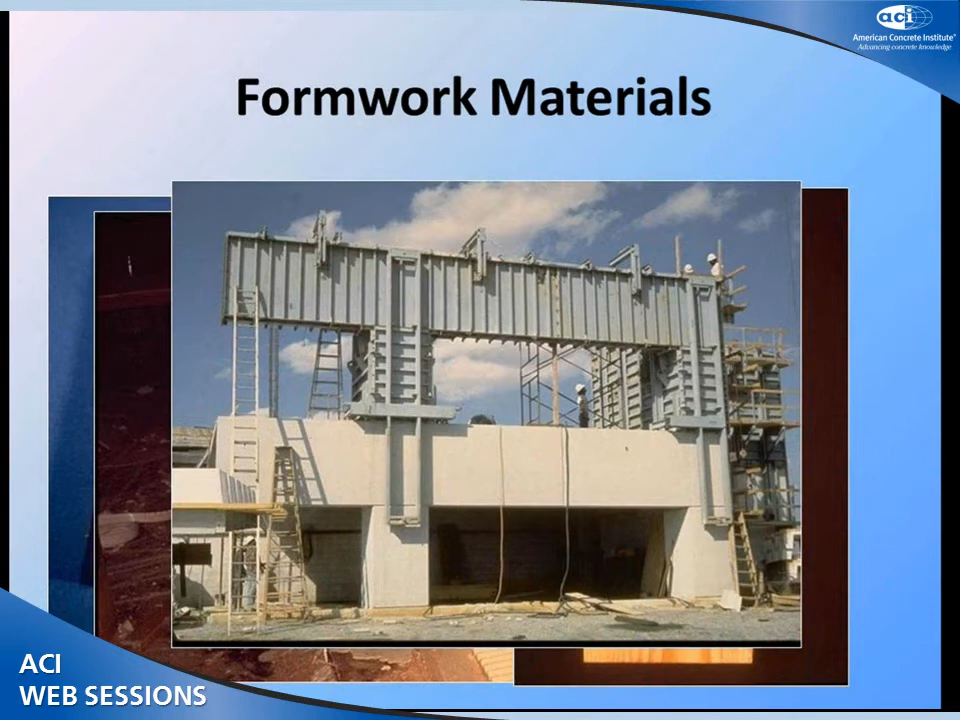 aci
American Concrete Institute®
Advancing concrete knowledge
Formwork Materials
ACI
WEB SESSIONS